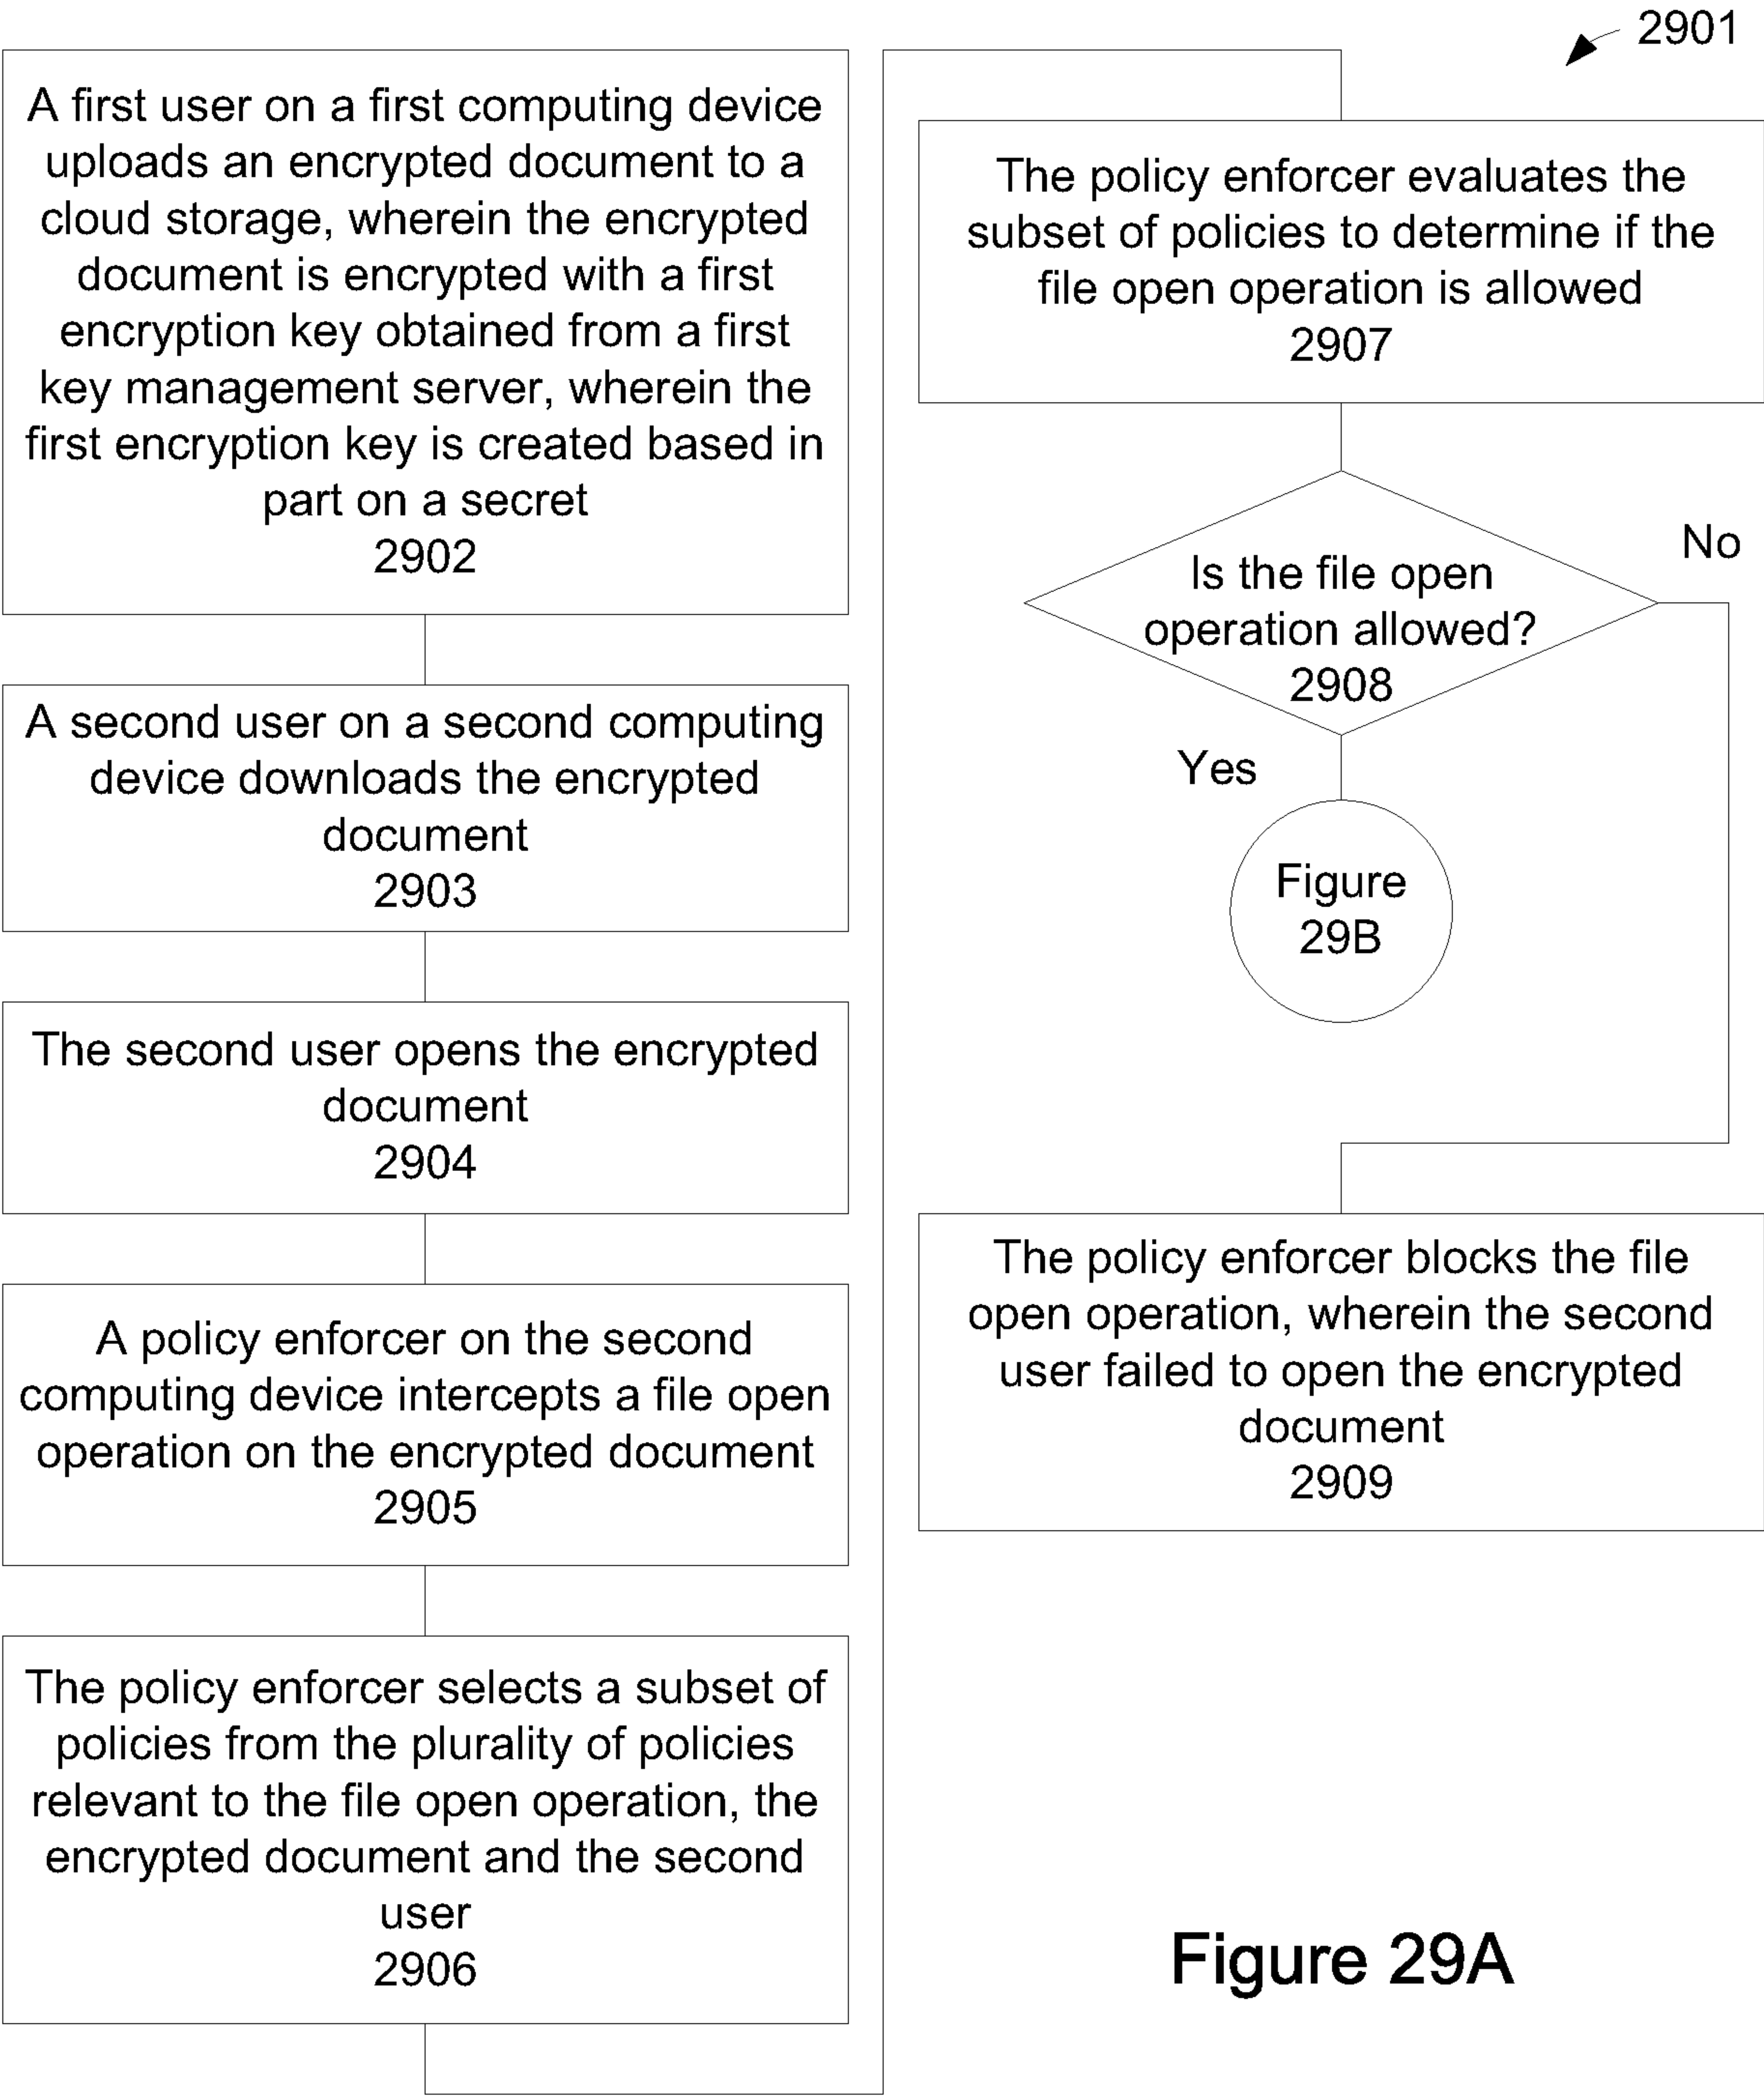 2901
A first user on a first computing device
uploads an encrypted document to a
cloud storage, wherein the encrypted
document is encrypted with a first
encryption key obtained from a first
key management server, wherein the
first encryption key is created based in
part on a secret
2902
A second user on a second computing
device downloads the encrypted
document
2903
The second user opens the encrypted
document
2904
A policy enforcer on the second
computing device intercepts a file open
operation on the encrypted document
2905
The policy enforcer selects a subset of
policies from the plurality of policies
relevant to the file open operation, the
encrypted document and the second
user
2906
The policy enforcer evaluates the
subset of policies to determine if the
file open operation is allowed
2907
Is the file open
operation allowed?
2908
No
Yes
Figure
29B
The policy enforcer blocks the file
open operation, wherein the second
user failed to open the encrypted
document
2909
Figure 29A